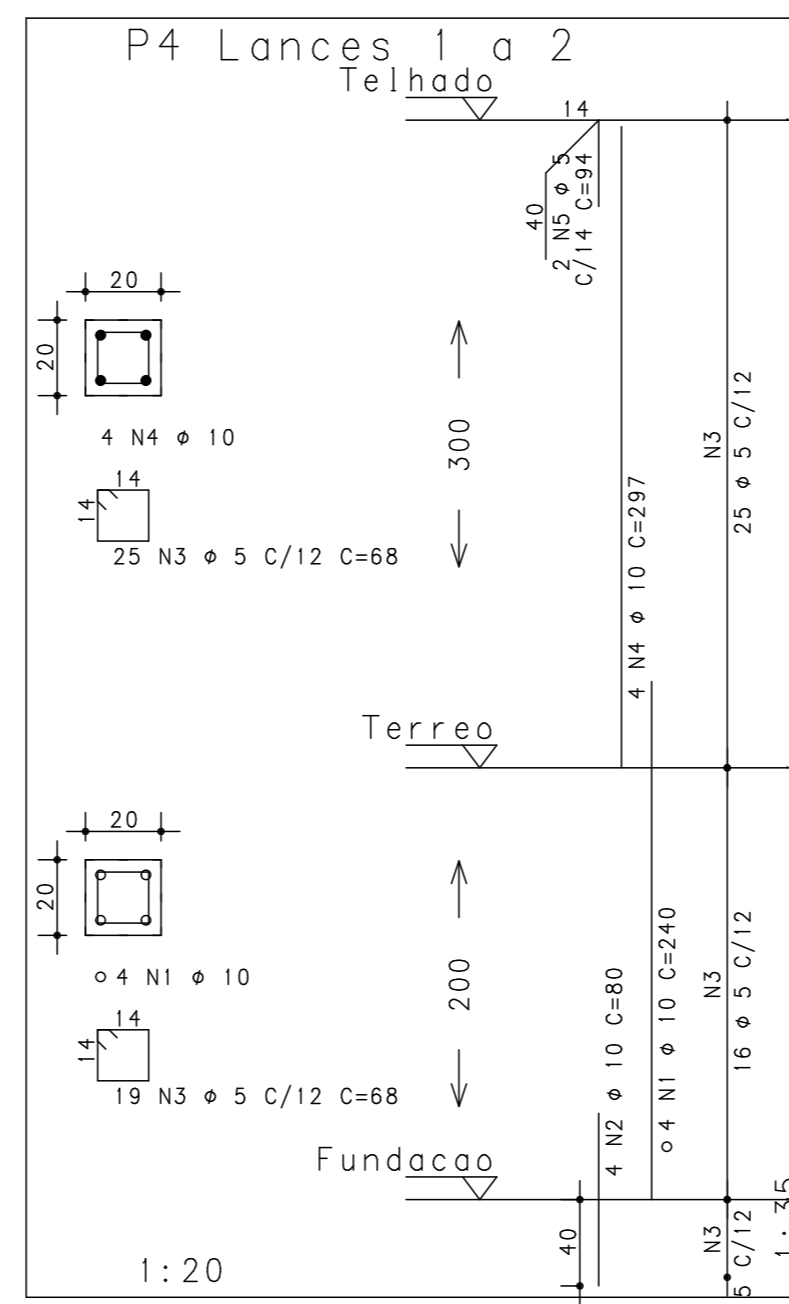 P4 Lances 1 a 2
Telhado
14
40
2 N5 φ 5
C/14 C=94
20
20
4 N4 φ 10
14
14
25 N3 φ 5 C/12 C=68
300
4 N4 φ 10 C=297
N3
25 φ 5 C/12
Terreo
20
20
4 N1 φ 10
14
14
19 N3 φ 5 C/12 C=68
200
4 N2 φ 10 C=80
4 N1 φ 10 C=240
N3
16 φ 5 C/12
Fundacao
40
N3
5 C/12
1:20